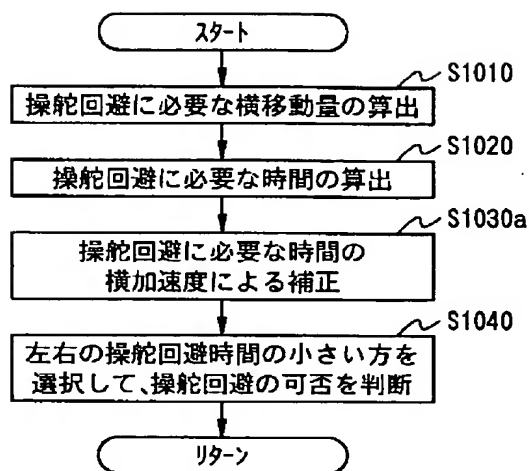 スタート
S1010
操舵回避に必要な横移動量の算出
S1020
操舵回避に必要な時間の算出
S1030a
操舵回避に必要な時間の
横加速度による補正
S1040
左右の操舵回避時間の小さい方を
選択して、操舵回避の可否を判断
リターン